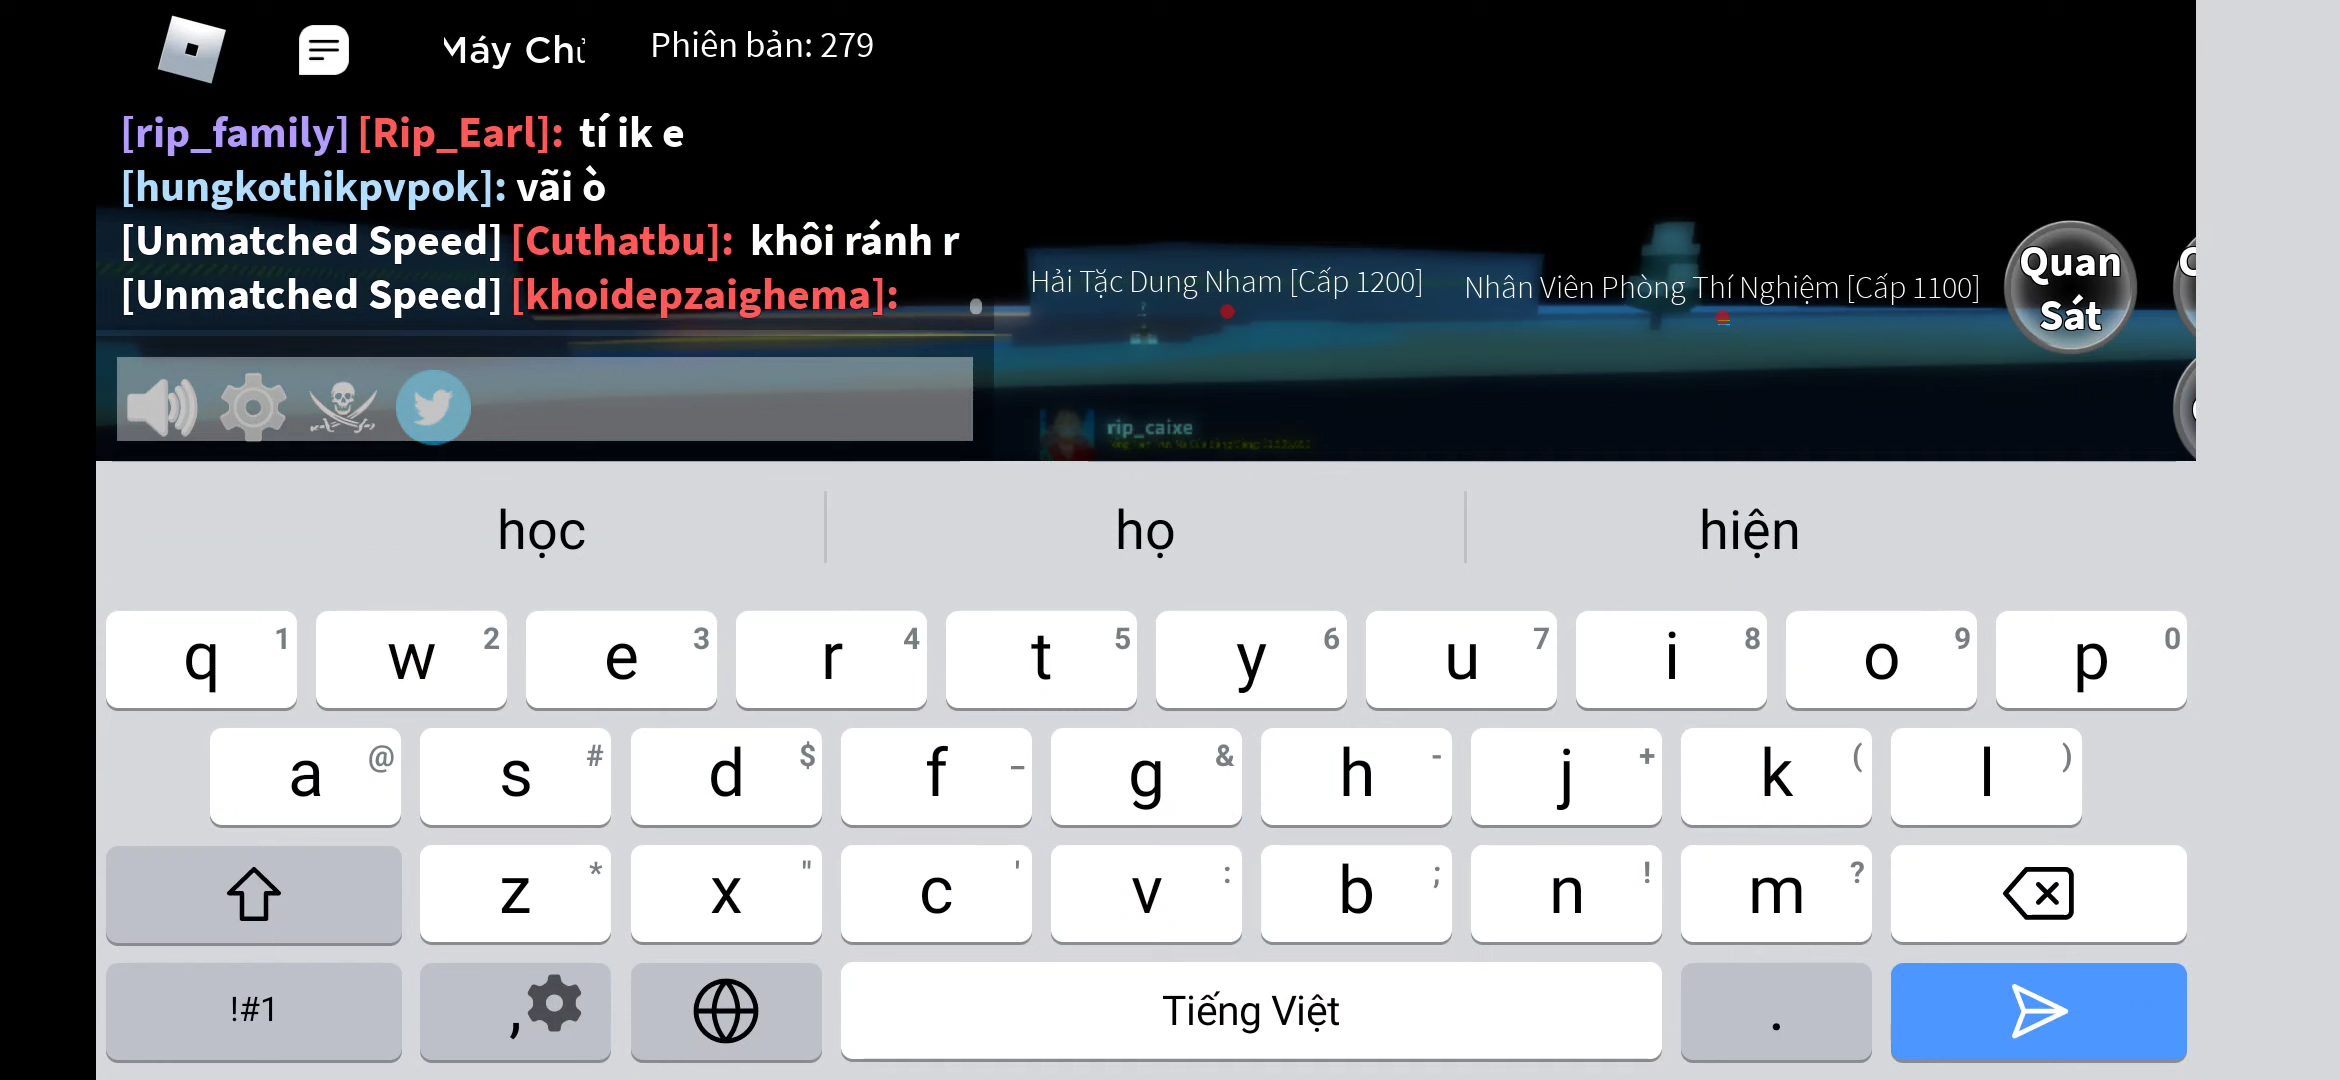 Máy Chủ
Phiên bản: 279
[rip_family] [Rip_Earl]: tí ik e
[hungkothikpvpok]: vãi ò
[Unmatched Speed] [Cuthatbu]: khôi ránh r
[Unmatched Speed] [khoidepzaighema]:
Hải Tặc Dung Nham [Cấp 1200]
Nhân Viên Phòng Thí Nghiệm [Cấp 1100]
Quan
Sát
rip_caixe
học họ hiện
q 1 w 2 e 3 r 4 t 5 y 6 u 7 i 8 o 9 p 0
a @ s # d $ f _ g & h - j + k ( l )
z * x " c ' v : b ; n ! m ?
!#1 , Tiếng Việt .